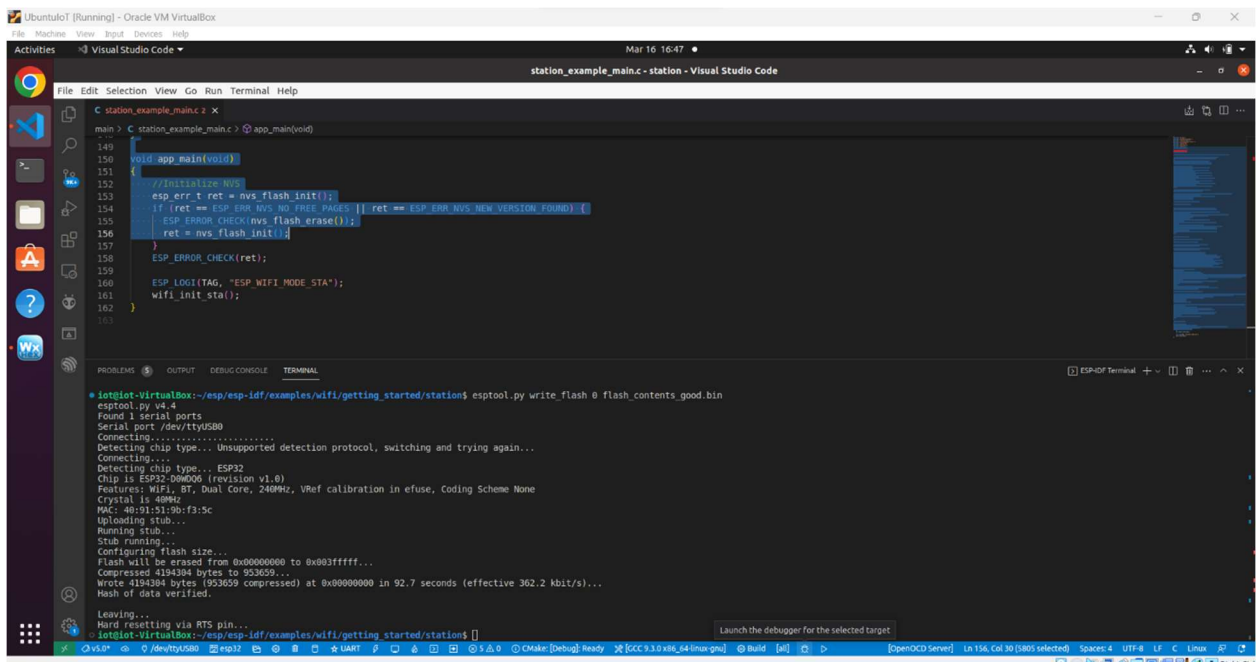 UbuntuIoT [Running] - Oracle VM VirtualBox
File Machine View Input Devices Help
Activities Visual Studio Code Mar 16 16:47
station_example_main.c - station - Visual Studio Code
File Edit Selection View Go Run Terminal Help
C station_example_main.c 2 ×
main > C station_example_main.c > app_main(void)
149
150 void app_main(void)
151 {
152 //Initialize NVS
153 esp_err_t ret = nvs_flash_init();
154 if (ret == ESP_ERR_NVS_NO_FREE_PAGES || ret == ESP_ERR_NVS_NEW_VERSION_FOUND) {
155 ESP_ERROR_CHECK(nvs_flash_erase());
156 ret = nvs_flash_init();
157 }
158 ESP_ERROR_CHECK(ret);
159
160 ESP_LOGI(TAG, "ESP_WIFI_MODE_STA");
161 wifi_init_sta();
162 }
163
PROBLEMS 5 OUTPUT DEBUG CONSOLE TERMINAL ESP-IDF Terminal
iot@iot-VirtualBox:~/esp/esp-idf/examples/wifi/getting_started/station$ esptool.py write_flash 0 flash_contents_good.bin
esptool.py v4.4
Found 1 serial ports
Serial port /dev/ttyUSB0
Connecting........................
Detecting chip type... Unsupported detection protocol, switching and trying again...
Connecting....
Detecting chip type... ESP32
Chip is ESP32-D0WDQ6 (revision v1.0)
Features: WiFi, BT, Dual Core, 240MHz, VRef calibration in efuse, Coding Scheme None
Crystal is 40MHz
MAC: 40:91:51:9b:f3:5c
Uploading stub...
Running stub...
Stub running...
Configuring flash size...
Flash will be erased from 0x00000000 to 0x003fffff...
Compressed 4194304 bytes to 953659...
Wrote 4194304 bytes (953659 compressed) at 0x00000000 in 92.7 seconds (effective 362.2 kbit/s)...
Hash of data verified.
Leaving...
Hard resetting via RTS pin...
iot@iot-VirtualBox:~/esp/esp-idf/examples/wifi/getting_started/station$
Launch the debugger for the selected target
v5.0* /dev/ttyUSB0 esp32 UART 5 0 CMake: [Debug]: Ready [GCC 9.3.0 x86_64-linux-gnu] Build [all] [OpenOCD Server] Ln 156, Col 30 (5805 selected) Spaces: 4 UTF-8 LF C Linux